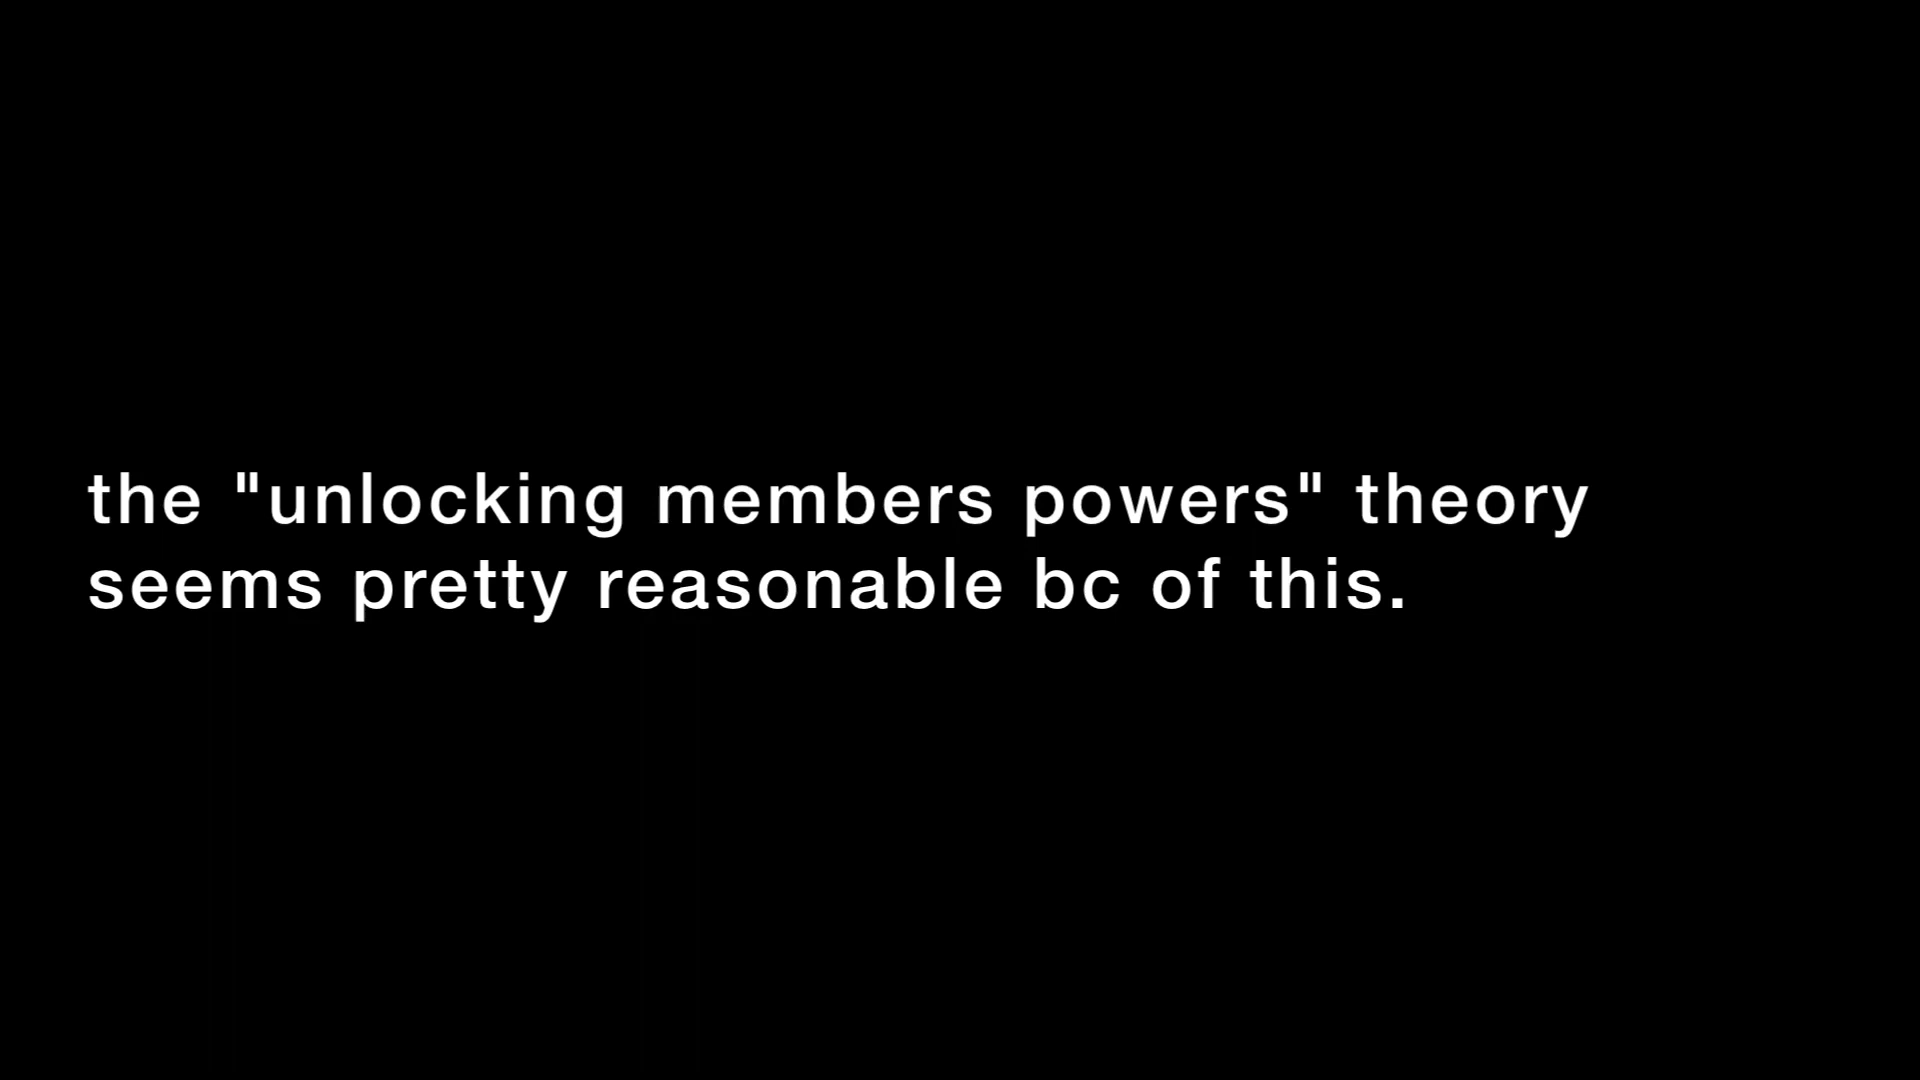 the "unlocking members powers" theory
seems pretty reasonable bc of this.